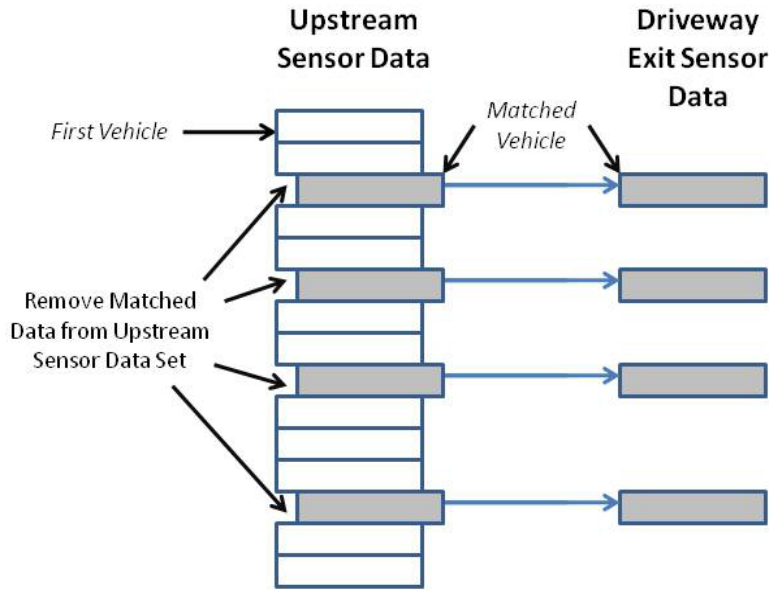 Upstream
Sensor Data
Driveway
Exit Sensor
Data
First Vehicle
Matched
Vehicle
Remove Matched
Data from Upstream
Sensor Data Set